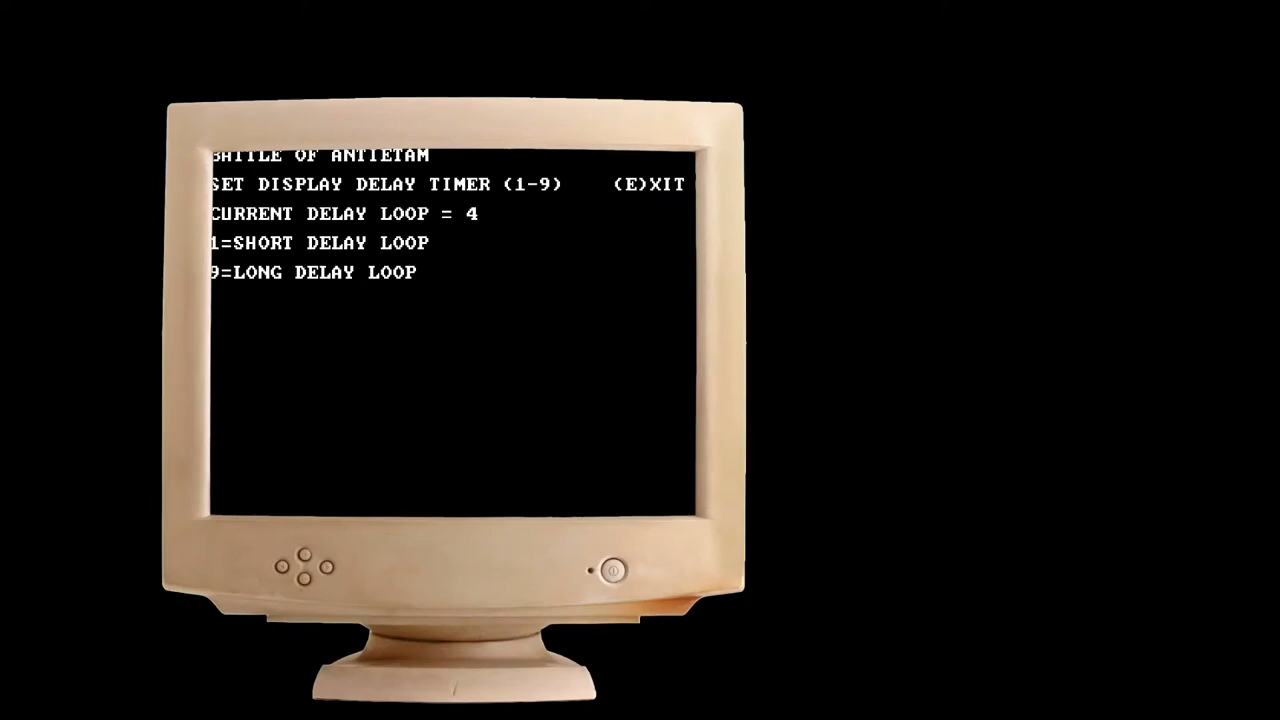 BATTLE OF ANTIETAM
SET DISPLAY DELAY TIMER (1-9) (E)XIT
CURRENT DELAY LOOP = 4
1=SHORT DELAY LOOP
9=LONG DELAY LOOP